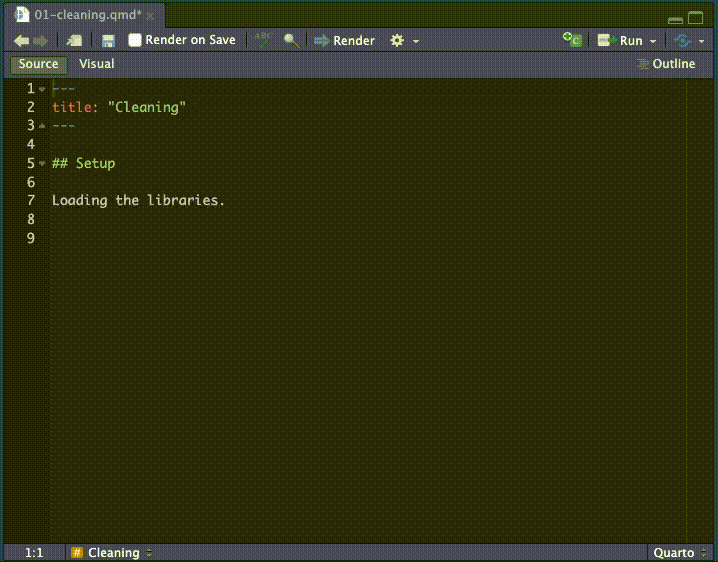 01-cleaning.qmd*
Render on Save ABC Render C Run
Source Visual Outline
1 ---
2 title: "Cleaning"
3 ---
4
5 ## Setup
6
7 Loading the libraries.
8
9
1:1 # Cleaning Quarto